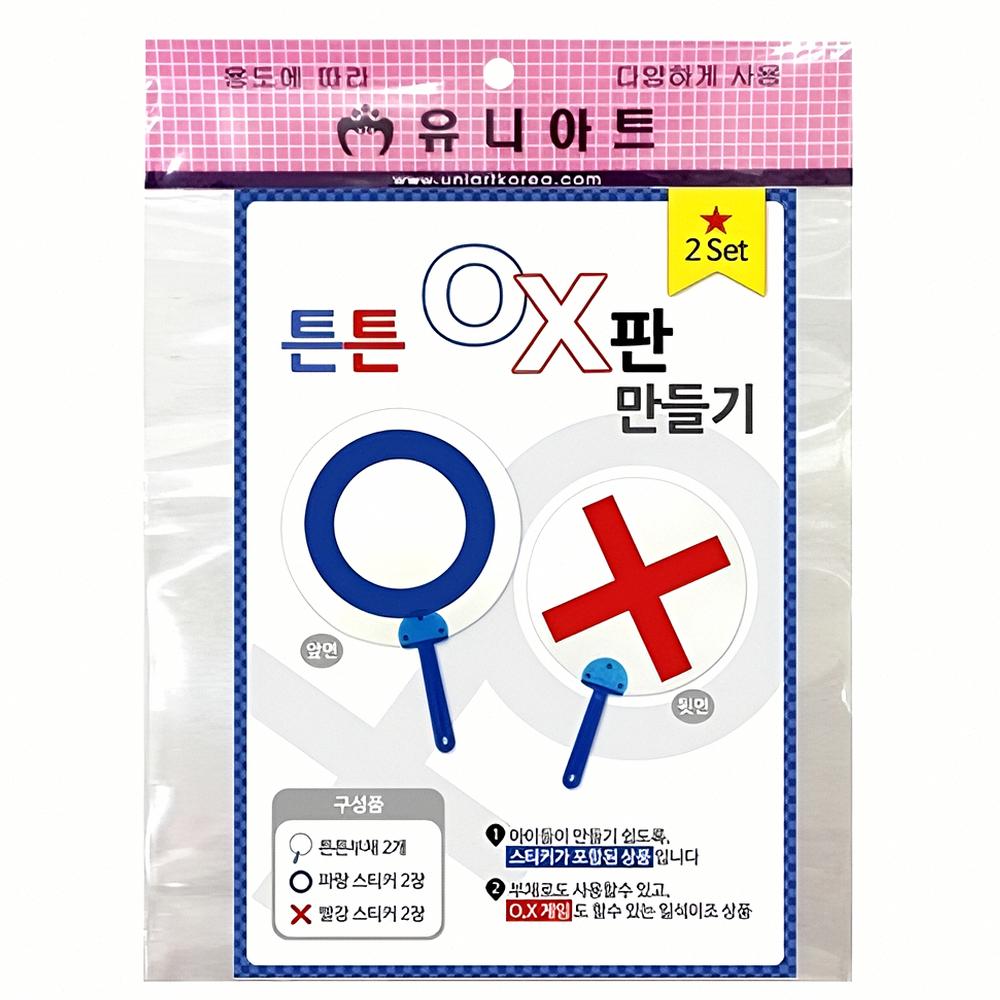 용도에 따라 다양하게 사용
유니아트
www.uniartkorea.com
2 Set
튼튼 OX판
만들기
앞면
뒷면
구성품
튼튼부채 2개
파랑 스티커 2장
빨강 스티커 2장
1 아이들이 만들기 쉽도록,
스티커가 포함된 상품입니다
2 부채로도 사용할수 있고,
O.X 게임도 할수 있는 일석이조 상품